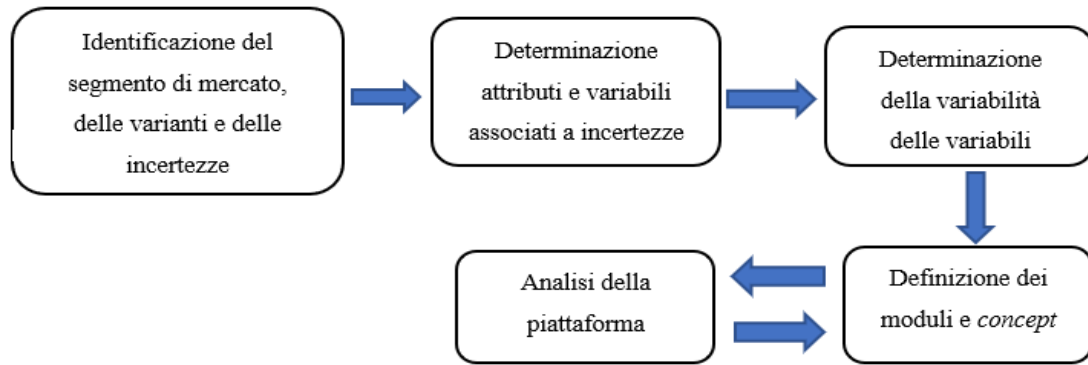 Identificazione del
segmento di mercato,
delle varianti e delle
incertezze
Determinazione
attributi e variabili
associati a incertezze
Determinazione
della variabilità
delle variabili
Analisi della
piattaforma
Definizione dei
moduli e concept